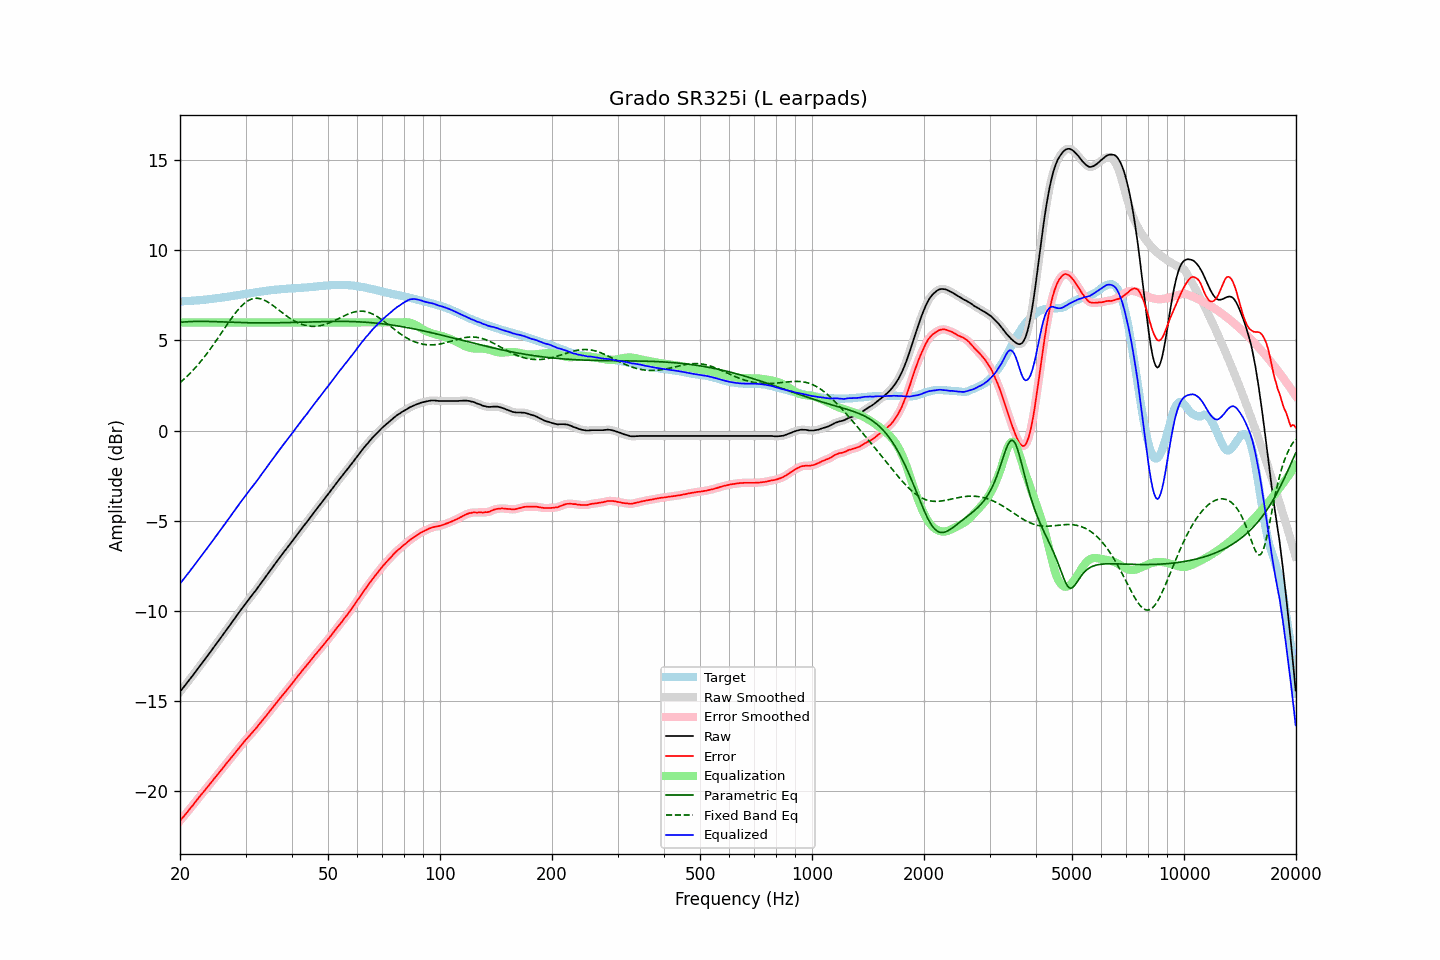 Grado SR325i (L earpads)
Amplitude (dBr)
15
10
5
0
−5
−10
−15
−20
Target
Raw Smoothed
Error Smoothed
Raw
Error
Equalization
Parametric Eq
Fixed Band Eq
Equalized
20
50
100
200
500
1000
2000
5000
10000
20000
Frequency (Hz)